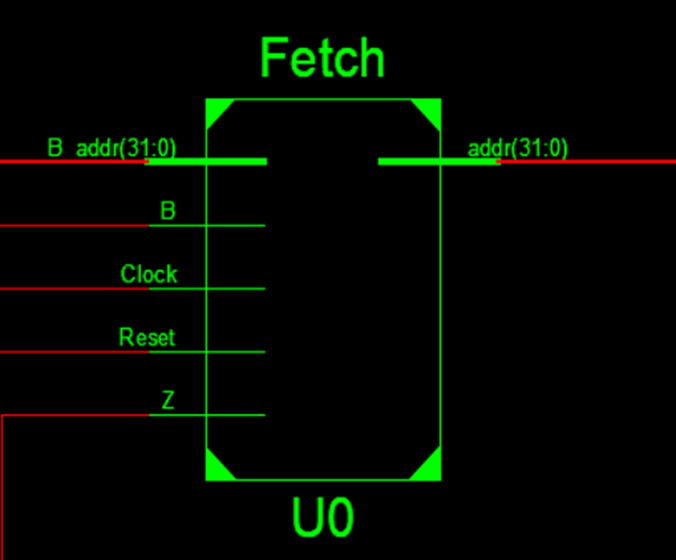 Fetch
B_addr(31:0)
addr(31:0)
B
Clock
Reset
Z
U0